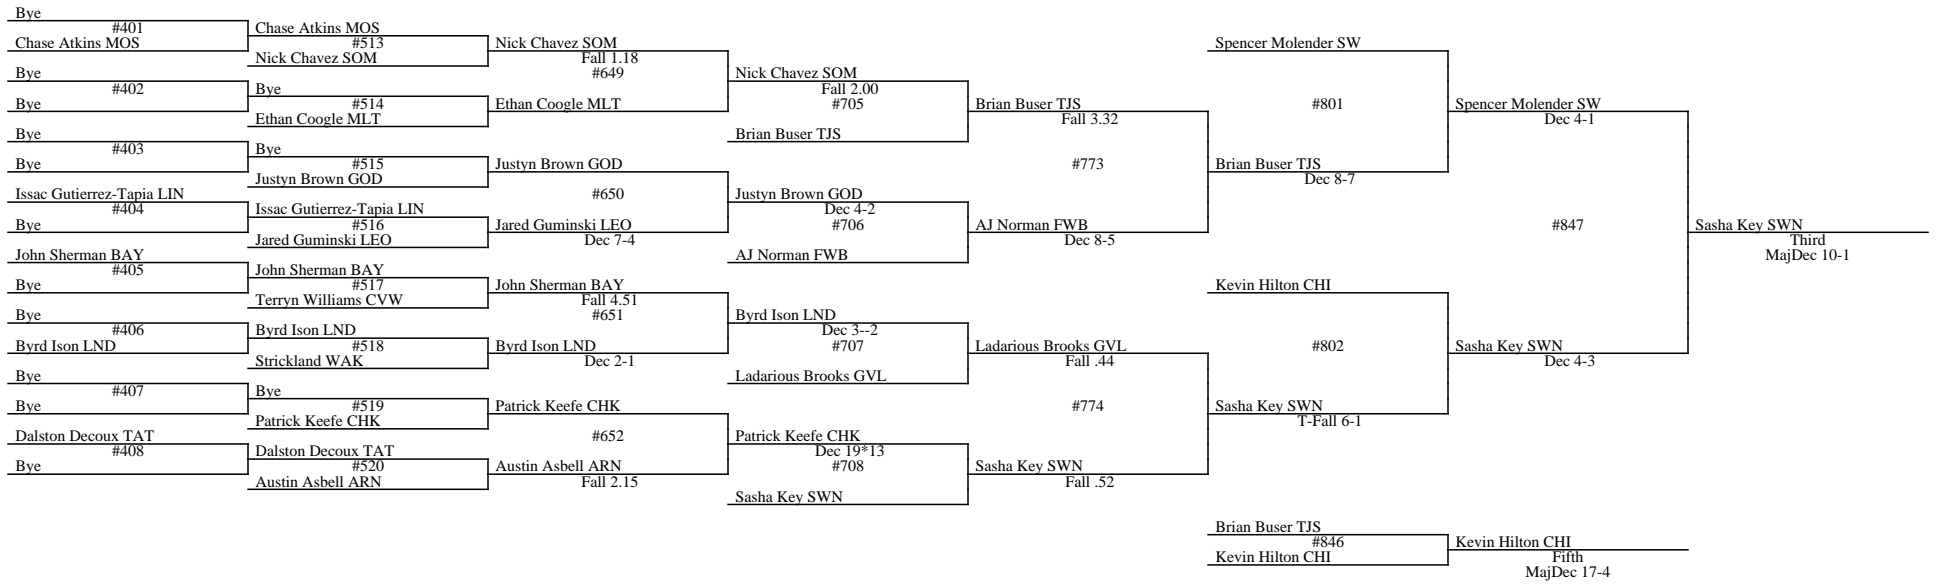 Bye
#401
Chase Atkins MOS
Bye
#402
Bye
Bye
#403
Bye
Issac Gutierrez-Tapia LIN
#404
Bye
John Sherman BAY
#405
Bye
Bye
#406
Byrd Ison LND
Bye
#407
Bye
Dalston Decoux TAT
#408
Bye
Chase Atkins MOS
#513
Nick Chavez SOM
Bye
#514
Ethan Coogle MLT
Bye
#515
Justyn Brown GOD
Issac Gutierrez-Tapia LIN
#516
Jared Guminski LEO
John Sherman BAY
#517
Terryn Williams CVW
Byrd Ison LND
#518
Strickland WAK
Bye
#519
Patrick Keefe CHK
Dalston Decoux TAT
#520
Austin Asbell ARN
Nick Chavez SOM
Fall 1.18
#649
Ethan Coogle MLT
Justyn Brown GOD
#650
Jared Guminski LEO
Dec 7-4
John Sherman BAY
Fall 4.51
#651
Byrd Ison LND
Dec 2-1
Patrick Keefe CHK
#652
Austin Asbell ARN
Fall 2.15
Nick Chavez SOM
Fall 2.00
#705
Brian Buser TJS
Justyn Brown GOD
Dec 4-2
#706
AJ Norman FWB
Byrd Ison LND
Dec 3--2
#707
Ladarious Brooks GVL
Patrick Keefe CHK
Dec 19*13
#708
Sasha Key SWN
Brian Buser TJS
Fall 3.32
#773
AJ Norman FWB
Dec 8-5
Ladarious Brooks GVL
Fall .44
#774
Sasha Key SWN
Fall .52
Spencer Molender SW
#801
Brian Buser TJS
Dec 8-7
Kevin Hilton CHI
#802
Sasha Key SWN
T-Fall 6-1
Spencer Molender SW
Dec 4-1
#847
Sasha Key SWN
Dec 4-3
Sasha Key SWN
Third
MajDec 10-1
Brian Buser TJS
#846
Kevin Hilton CHI
Kevin Hilton CHI
Fifth
MajDec 17-4